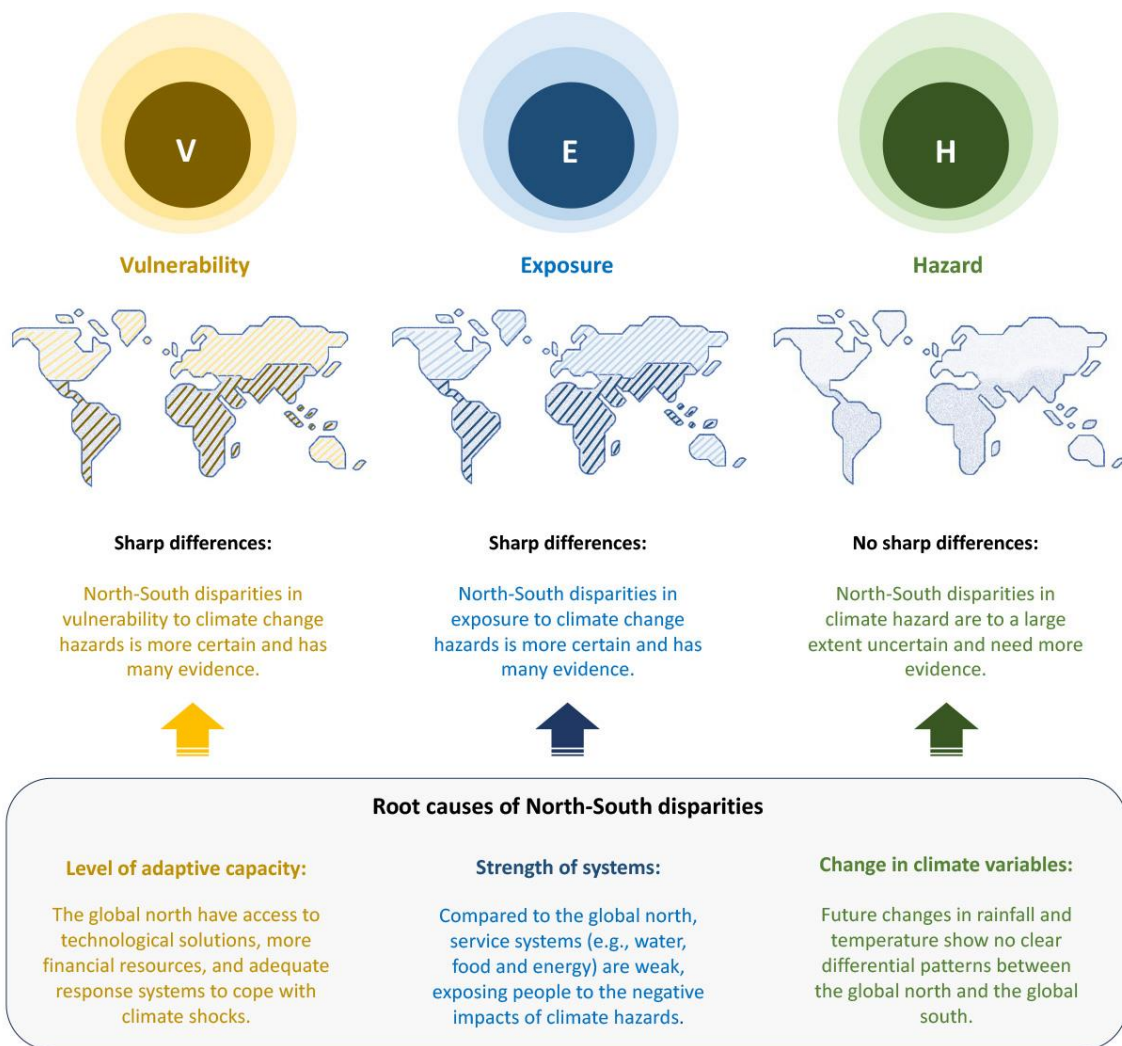 V
E
H
Vulnerability
Exposure
Hazard
Sharp differences:
North-South disparities in
vulnerability to climate change
hazards is more certain and has
many evidence.
Sharp differences:
North-South disparities in
exposure to climate change
hazards is more certain and has
many evidence.
No sharp differences:
North-South disparities in
climate hazard are to a large
extent uncertain and need more
evidence.
Root causes of North-South disparities
Level of adaptive capacity:
The global north have access to
technological solutions, more
financial resources, and adequate
response systems to cope with
climate shocks.
Strength of systems:
Compared to the global north,
service systems (e.g., water,
food and energy) are weak,
exposing people to the negative
impacts of climate hazards.
Change in climate variables:
Future changes in rainfall and
temperature show no clear
differential patterns between
the global north and the global
south.